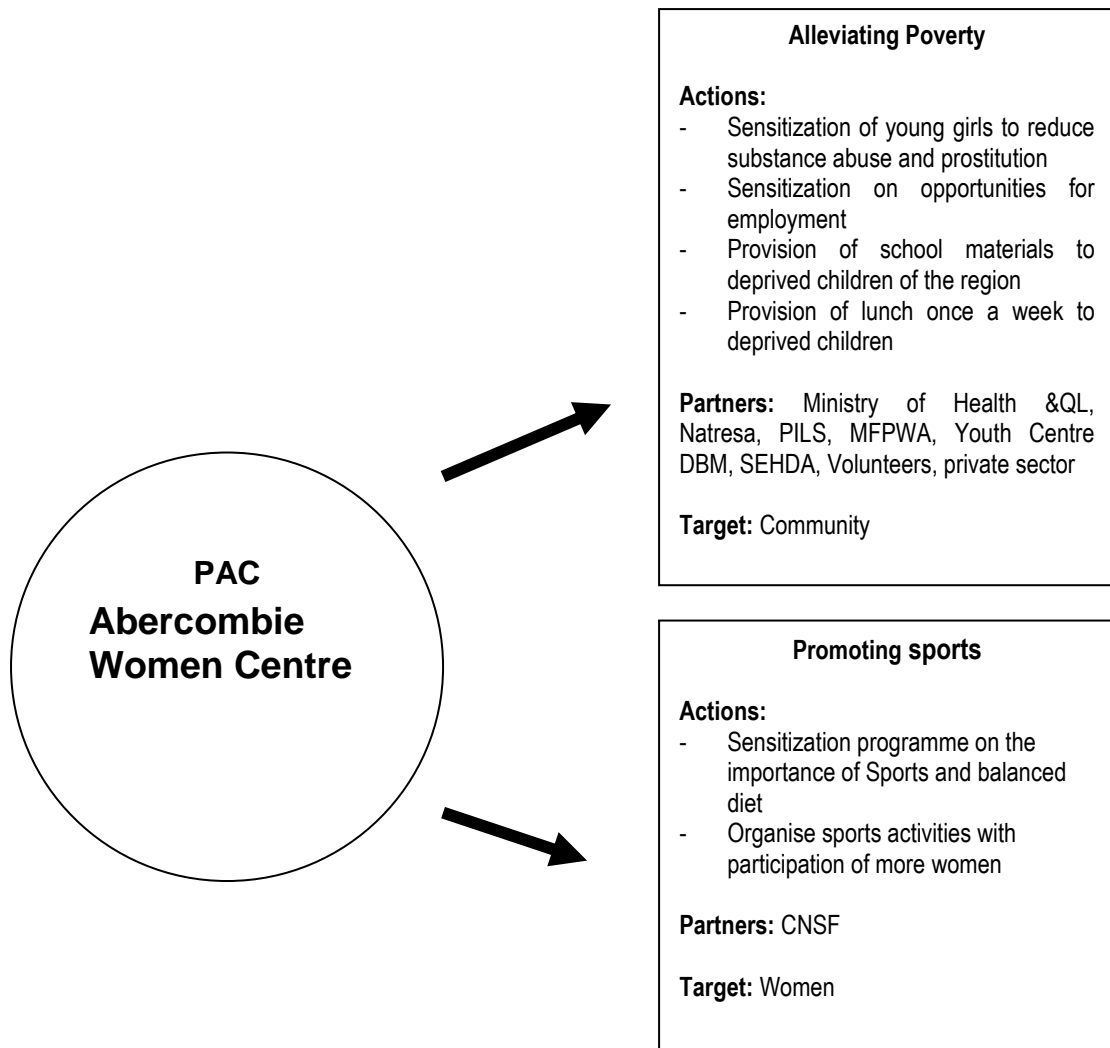 PAC
Abercombie
Women Centre
Alleviating Poverty
Actions:
- Sensitization of young girls to reduce
substance abuse and prostitution
- Sensitization on opportunities for
employment
- Provision of school materials to
deprived children of the region
- Provision of lunch once a week to
deprived children
Partners: Ministry of Health &QL,
Natresa, PILS, MFPWA, Youth Centre
DBM, SEHDA, Volunteers, private sector
Target: Community
Promoting sports
Actions:
- Sensitization programme on the
importance of Sports and balanced
diet
- Organise sports activities with
participation of more women
Partners: CNSF
Target: Women